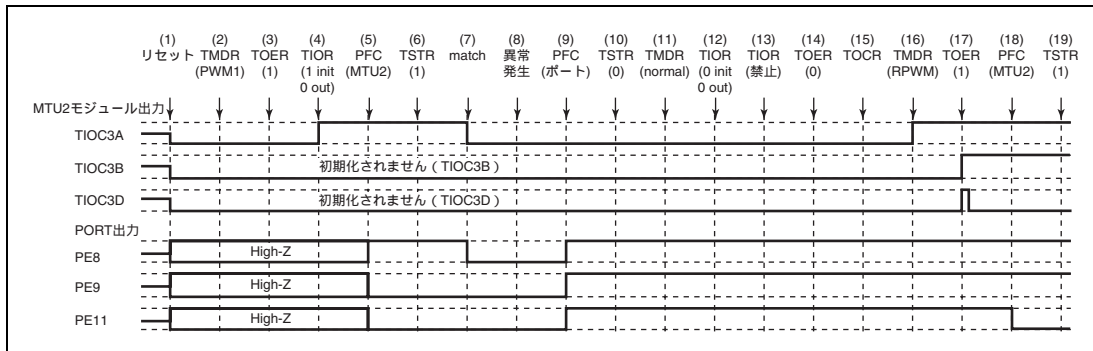 (1) (2) (3) (4) (5) (6) (7) (8) (9) (10) (11) (12) (13) (14) (15) (16) (17) (18) (19)
リセット TMDR TOER TIOR PFC TSTR match 異常 PFC TSTR TMDR TIOR TIOR TOER TOCR TMDR TOER PFC TSTR
(PWM1) (1) (1 init (MTU2) (1) 発生 (ポート) (0) (normal) (0 init (禁止) (0) (RPWM) (1) (MTU2) (1)
0 out) 0 out)
MTU2モジュール出力
TIOC3A
TIOC3B 初期化されません（TIOC3B）
TIOC3D 初期化されません（TIOC3D）
PORT出力
PE8 High-Z
PE9 High-Z
PE11 High-Z